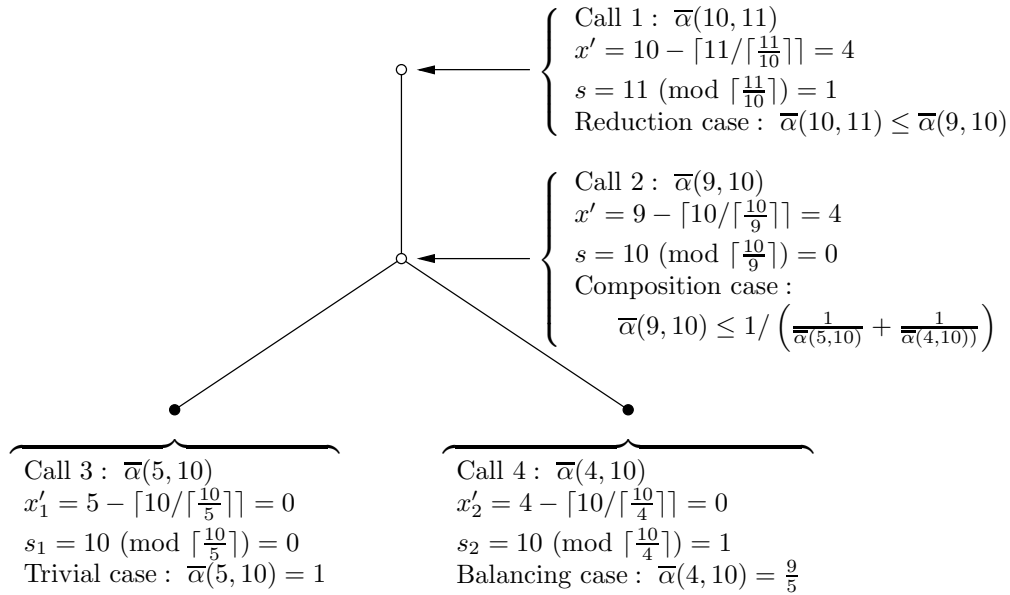 Call 1 : α̅(10, 11)
x′ = 10 − ⌈11/⌈11/10⌉⌉ = 4
s = 11 (mod ⌈11/10⌉) = 1
Reduction case : α̅(10, 11) ≤ α̅(9, 10)
Call 2 : α̅(9, 10)
x′ = 9 − ⌈10/⌈10/9⌉⌉ = 4
s = 10 (mod ⌈10/9⌉) = 0
Composition case :
α̅(9, 10) ≤ 1/ (1/α̅(5,10) + 1/α̅(4,10)))
Call 3 : α̅(5, 10)
x′₁ = 5 − ⌈10/⌈10/5⌉⌉ = 0
s₁ = 10 (mod ⌈10/5⌉) = 0
Trivial case : α̅(5, 10) = 1
Call 4 : α̅(4, 10)
x′₂ = 4 − ⌈10/⌈10/4⌉⌉ = 0
s₂ = 10 (mod ⌈10/4⌉) = 1
Balancing case : α̅(4, 10) = 9/5